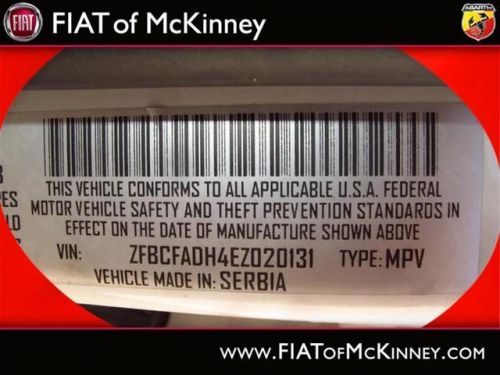 FIAT
FIAT of McKinney
ABARTH
THIS VEHICLE CONFORMS TO ALL APPLICABLE U.S.A. FEDERAL
MOTOR VEHICLE SAFETY AND THEFT PREVENTION STANDARDS IN
EFFECT ON THE DATE OF MANUFACTURE SHOWN ABOVE
VIN: ZFBCFADH4EZ020131 TYPE: MPV
VEHICLE MADE IN: SERBIA
www.FIATofMcKinney.com